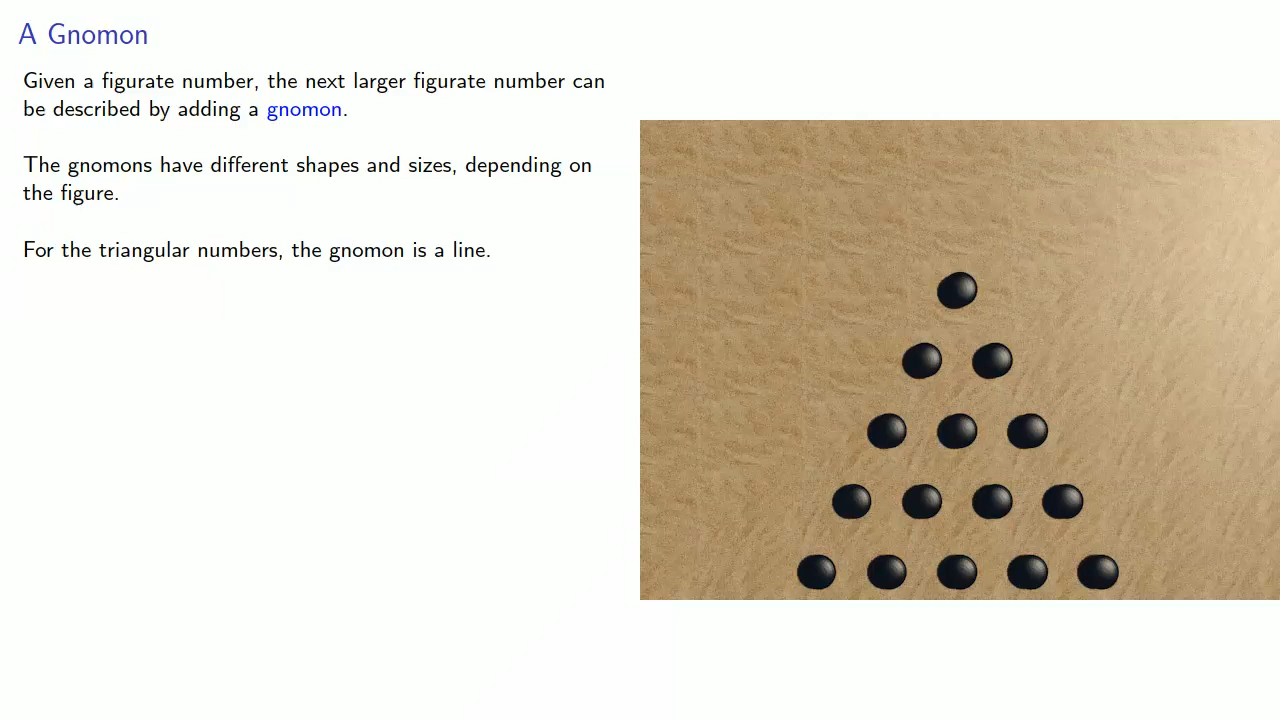 A Gnomon
Given a figurate number, the next larger figurate number can
be described by adding a gnomon.
The gnomons have different shapes and sizes, depending on
the figure.
For the triangular numbers, the gnomon is a line.